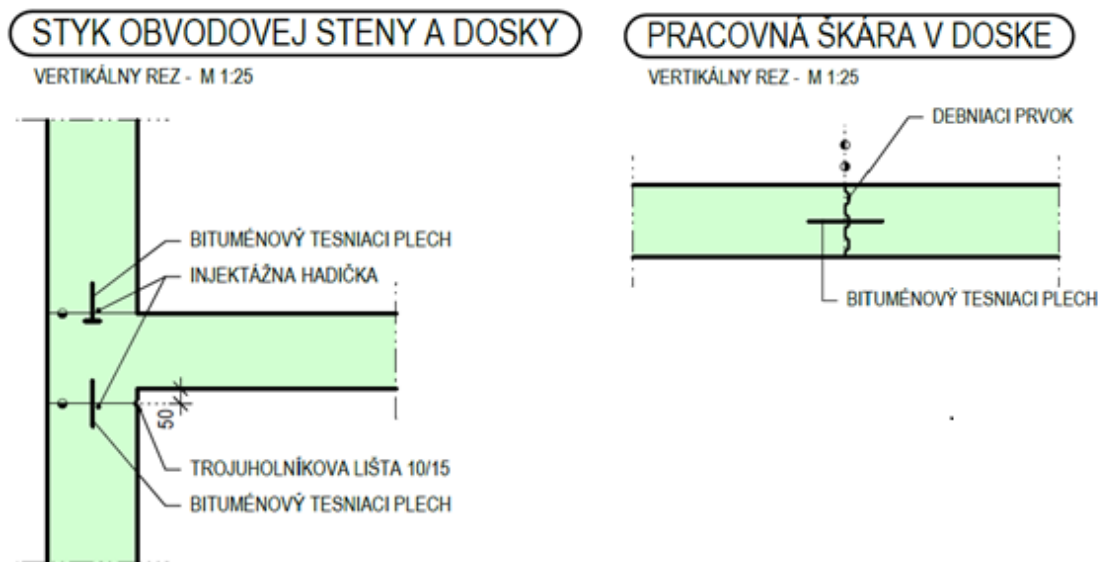 STYK OBVODOVEJ STENY A DOSKY
VERTIKÁLNY REZ - M 1:25
BITUMÉNOVÝ TESNIACI PLECH
INJEKTÁŽNA HADIČKA
50
TROJUHOLNÍKOVA LIŠTA 10/15
BITUMÉNOVÝ TESNIACI PLECH
PRACOVNÁ ŠKÁRA V DOSKE
VERTIKÁLNY REZ - M 1:25
DEBNIACI PRVOK
BITUMÉNOVÝ TESNIACI PLECH